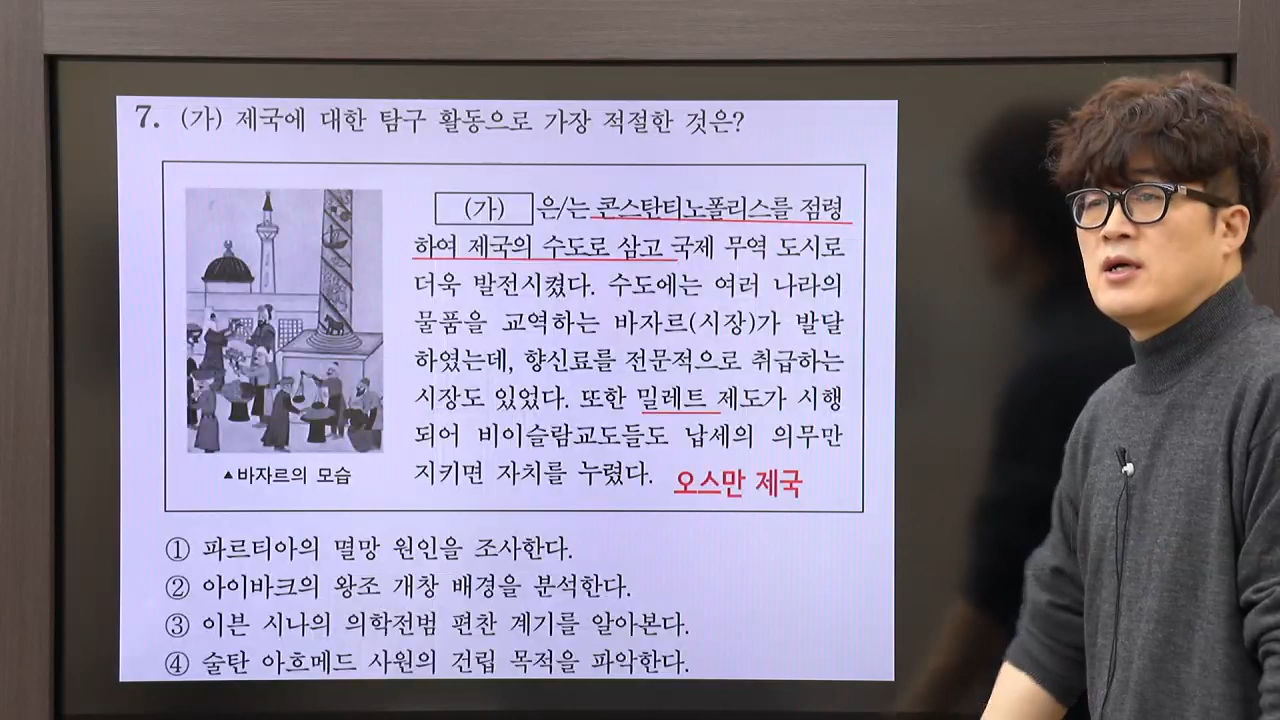 7. (가) 제국에 대한 탐구 활동으로 가장 적절한 것은?
(가) 은/는 콘스탄티노폴리스를 점령
하여 제국의 수도로 삼고 국제 무역 도시로
더욱 발전시켰다. 수도에는 여러 나라의
물품을 교역하는 바자르(시장)가 발달
하였는데, 향신료를 전문적으로 취급하는
시장도 있었다. 또한 밀레트 제도가 시행
되어 비이슬람교도들도 납세의 의무만
지키면 자치를 누렸다. 오스만 제국
▲바자르의 모습
① 파르티아의 멸망 원인을 조사한다.
② 아이바크의 왕조 개창 배경을 분석한다.
③ 이븐 시나의 의학전범 편찬 계기를 알아본다.
④ 술탄 아흐메드 사원의 건립 목적을 파악한다.